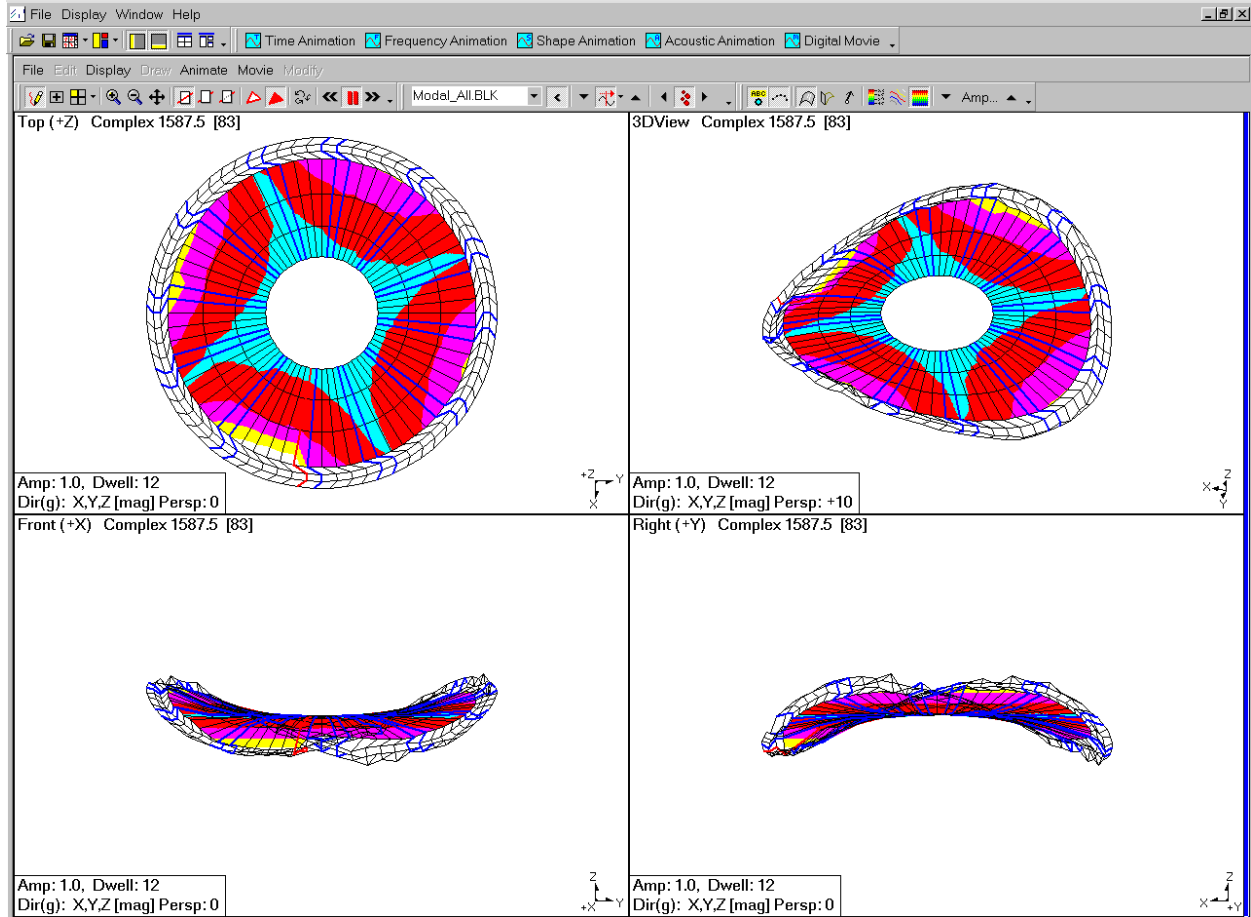 File Display Window Help
Time Animation Frequency Animation Shape Animation Acoustic Animation Digital Movie
File Edit Display Draw Animate Movie Modify
Modal_All.BLK ABC Amp...
Top (+Z) Complex 1587.5 [83]
Amp: 1.0, Dwell: 12
Dir(g): X,Y,Z [mag] Persp: 0
+Z Y
X
3DView Complex 1587.5 [83]
Amp: 1.0, Dwell: 12
Dir(g): X,Y,Z [mag] Persp: +10
Z
X
Y
Front (+X) Complex 1587.5 [83]
Amp: 1.0, Dwell: 12
Dir(g): X,Y,Z [mag] Persp: 0
Z
+X Y
Right (+Y) Complex 1587.5 [83]
Amp: 1.0, Dwell: 12
Dir(g): X,Y,Z [mag] Persp: 0
Z
X +Y